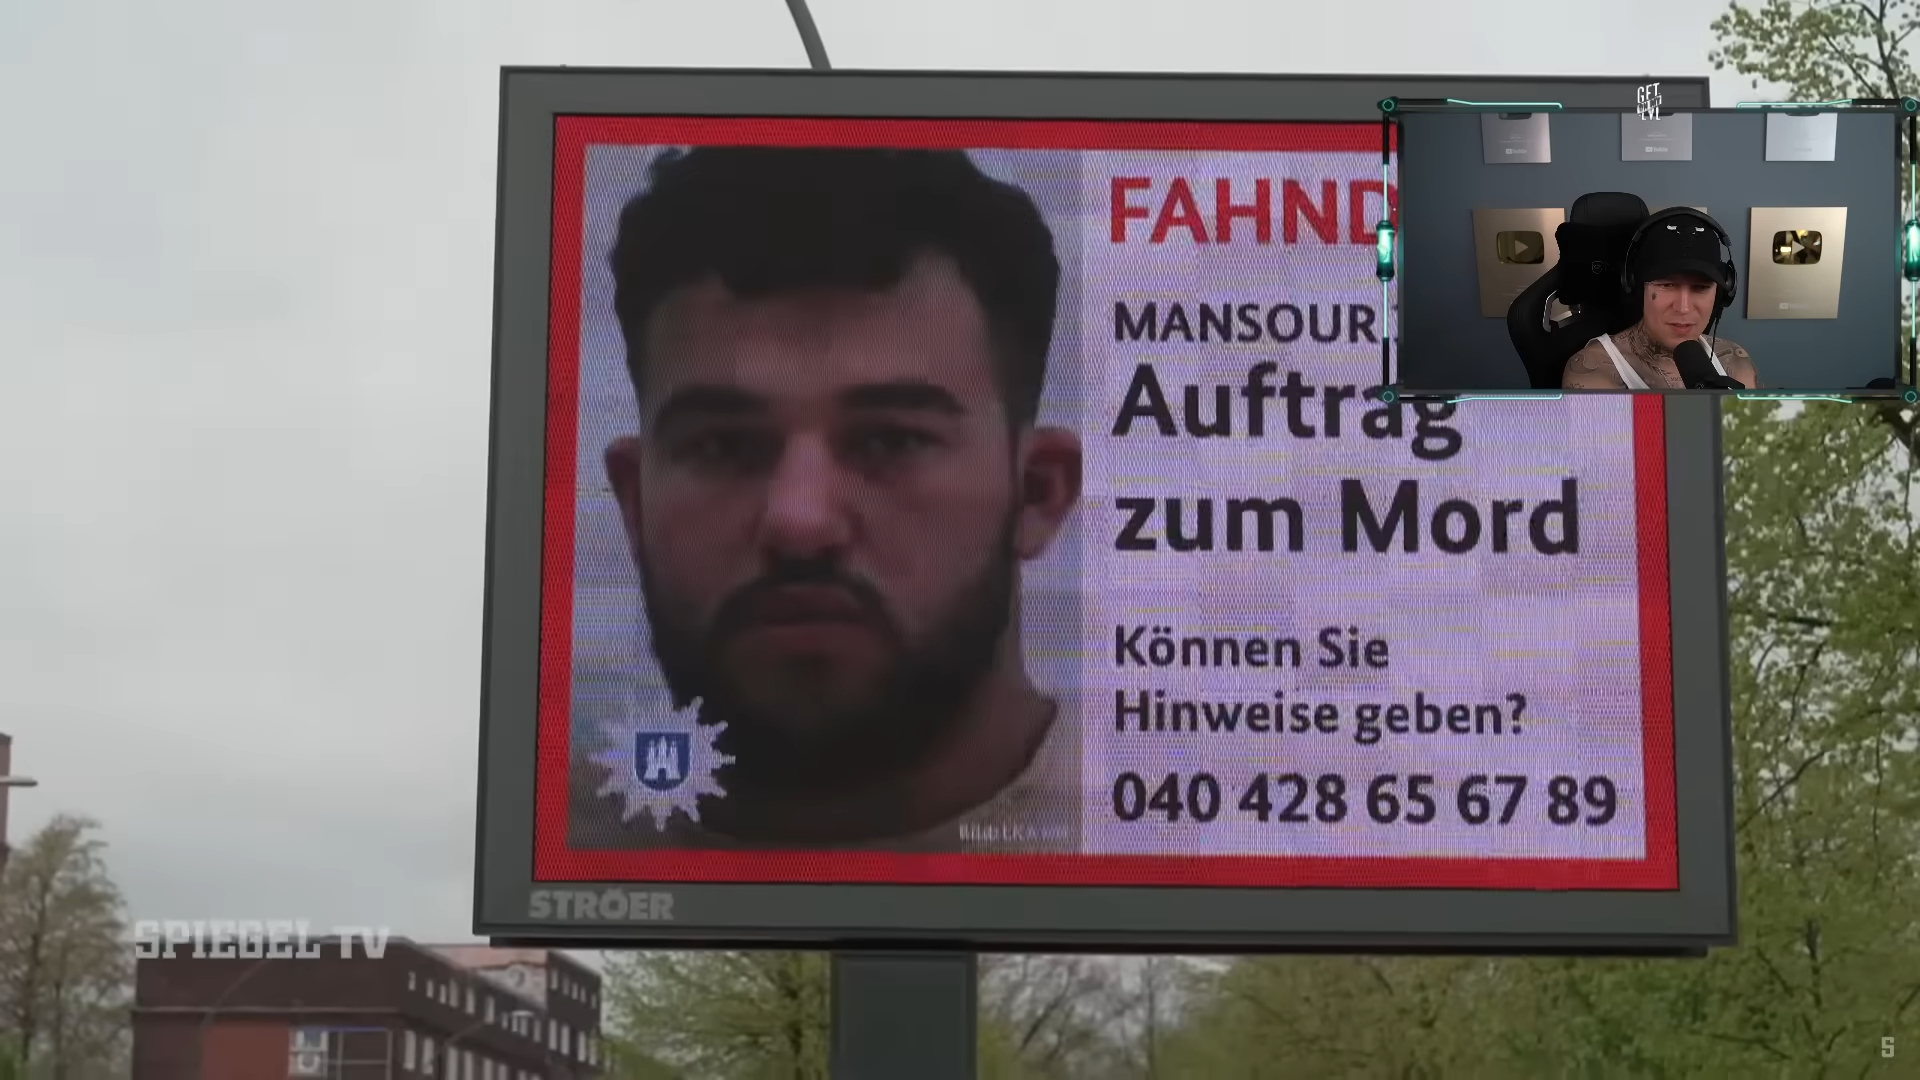 GET
LVL
FAHND
MANSOUR
Auftrag
zum Mord
Können Sie
Hinweise geben?
040 428 65 67 89
STRÖER
SPIEGEL TV